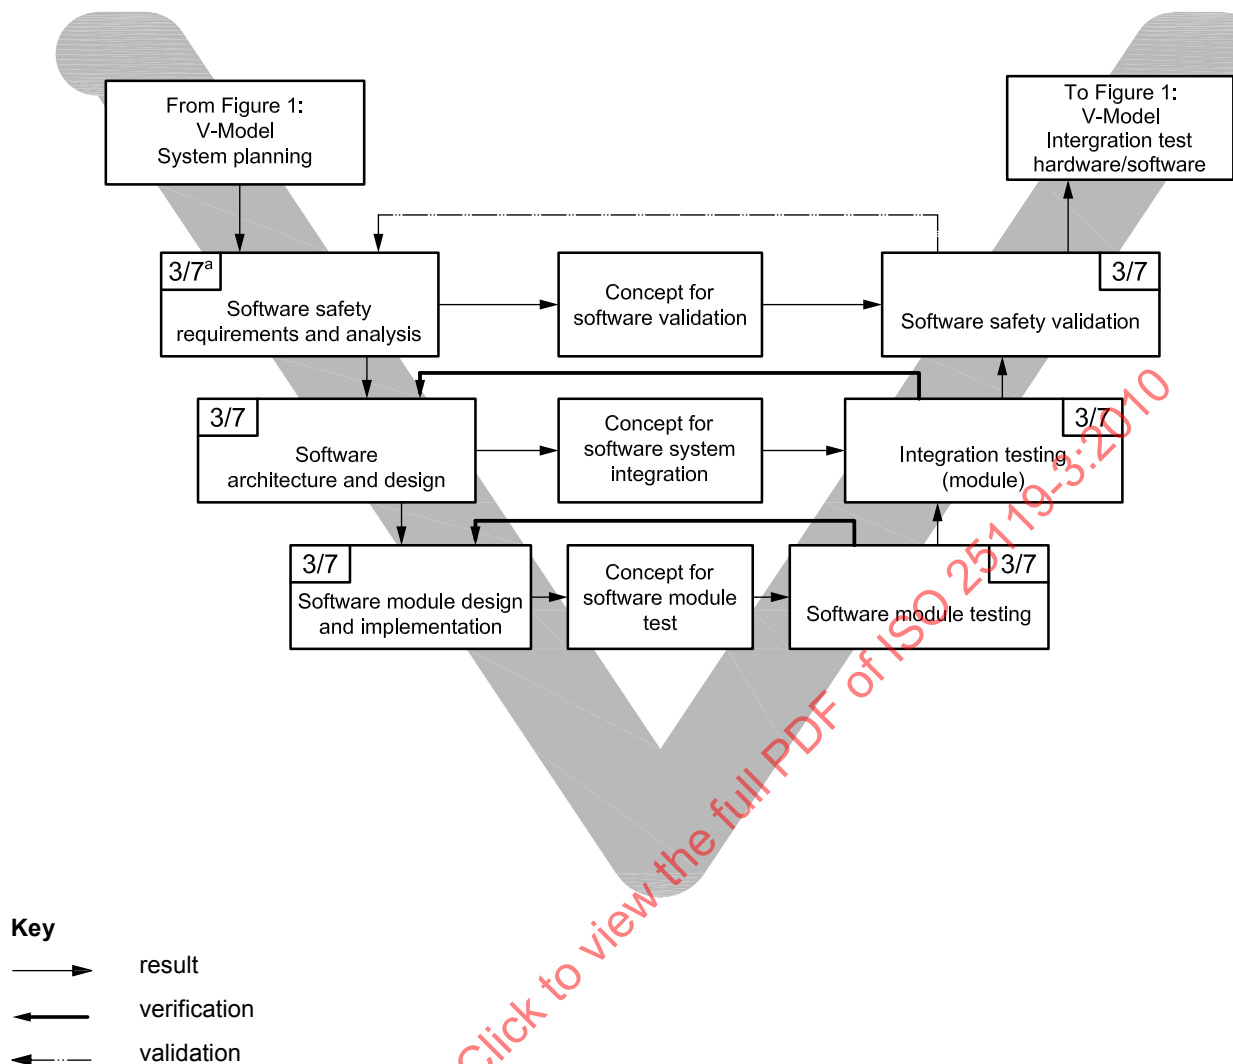 From Figure 1:
V-Model
System planning
To Figure 1:
V-Model
Intergration test
hardware/software
3/7ª
Software safety
requirements and analysis
Concept for
software validation
3/7
Software safety validation
3/7
Software
architecture and design
Concept for
software system
integration
3/7
Integration testing
(module)
3/7
Software module design
and implementation
Concept for
software module
test
3/7
Software module testing
Click to view the full PDF of ISO 25119-3:2010
Key
result
verification
validation